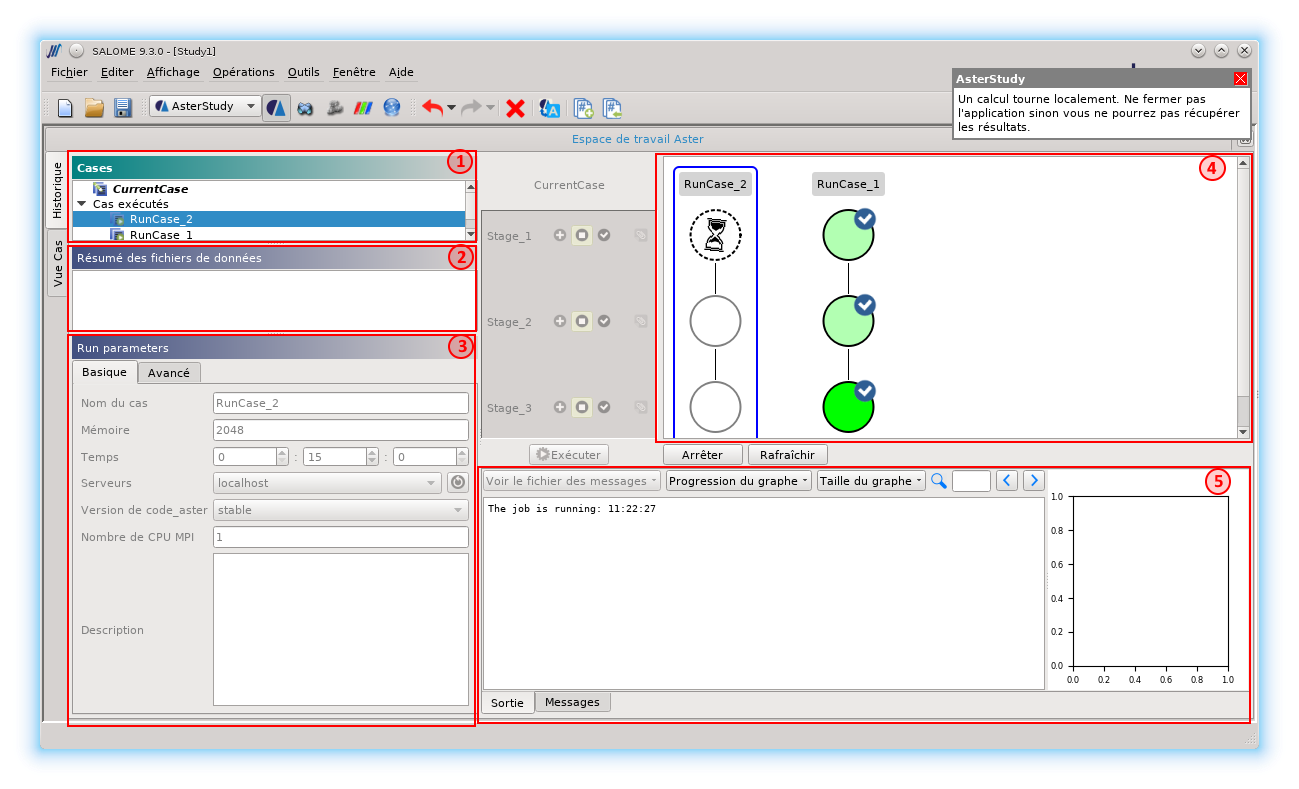 SALOME 9.3.0 - [Study1]
Fichier Editer Affichage Opérations Outils Fenêtre Aide
AsterStudy
AsterStudy
Un calcul tourne localement. Ne fermer pas
l'application sinon vous ne pourrez pas récupérer
les résultats.
Espace de travail Aster
Historique
Vue Cas
Cases
1
CurrentCase
Cas exécutés
RunCase_2
RunCase_1
Résumé des fichiers de données
2
Run parameters
3
Basique Avancé
Nom du cas RunCase_2
Mémoire 2048
Temps 0 : 15 : 0
Serveurs localhost
Version de code_aster stable
Nombre de CPU MPI 1
Description
CurrentCase
Stage_1
Stage_2
Stage_3
RunCase_2 RunCase_1
4
Exécuter Arrêter Rafraîchir
Voir le fichier des messages Progression du graphe Taille du graphe
5
The job is running: 11:22:27
1.0
0.8
0.6
0.4
0.2
0.0
0.0 0.2 0.4 0.6 0.8 1.0
Sortie Messages